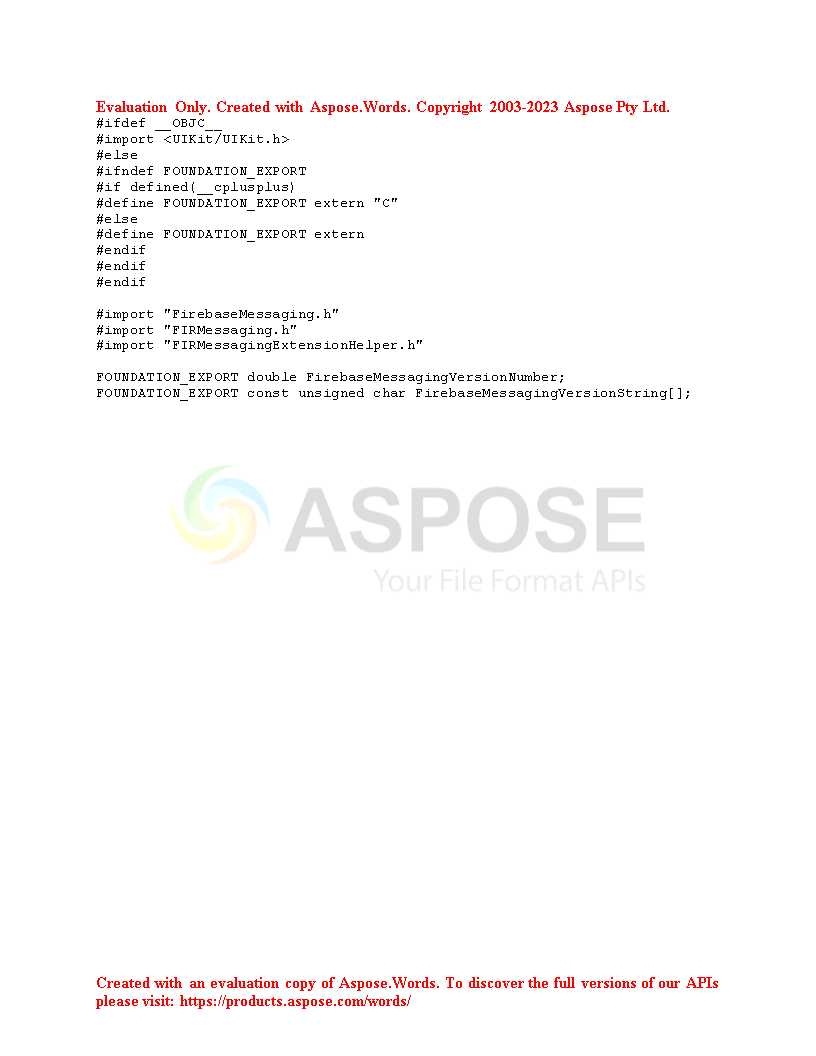 Evaluation Only. Created with Aspose.Words. Copyright 2003-2023 Aspose Pty Ltd.
#ifdef __OBJC__
#import <UIKit/UIKit.h>
#else
#ifndef FOUNDATION_EXPORT
#if defined(__cplusplus)
#define FOUNDATION_EXPORT extern "C"
#else
#define FOUNDATION_EXPORT extern
#endif
#endif
#endif

#import "FirebaseMessaging.h"
#import "FIRMessaging.h"
#import "FIRMessagingExtensionHelper.h"

FOUNDATION_EXPORT double FirebaseMessagingVersionNumber;
FOUNDATION_EXPORT const unsigned char FirebaseMessagingVersionString[];

ASPOSE
Your File Format APIs

Created with an evaluation copy of Aspose.Words. To discover the full versions of our APIs
please visit: https://products.aspose.com/words/